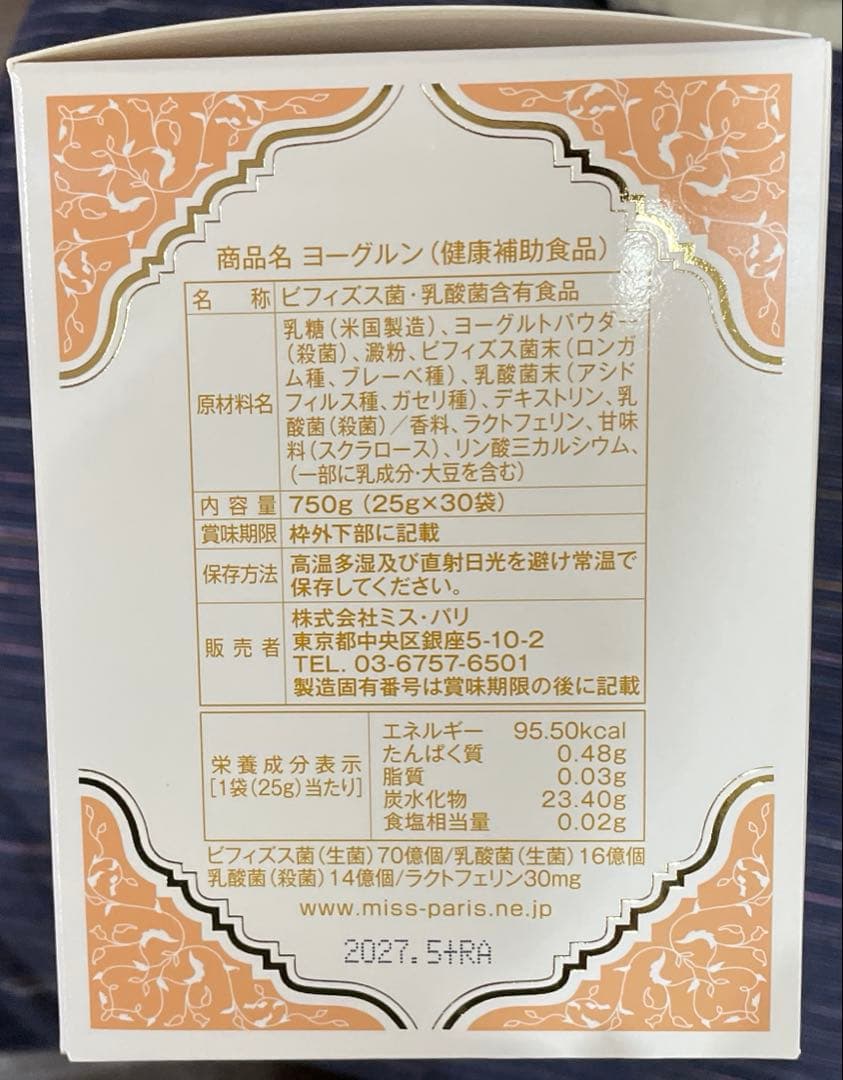 商品名 ヨーグルン(健康補助食品)
名 称 ビフィズス菌・乳酸菌含有食品
原材料名
乳糖(米国製造)、ヨーグルトパウダー
(殺菌)、澱粉、ビフィズス菌末(ロンガ
ム種、ブレーベ種)、乳酸菌末(アシド
フィルス種、ガセリ種)、デキストリン、乳
酸菌(殺菌)/香料、ラクトフェリン、甘味
料(スクラロース)、リン酸三カルシウム、
(一部に乳成分・大豆を含む)
内容量 750g (25g×30袋)
賞味期限 枠外下部に記載
保存方法
高温多湿及び直射日光を避け常温で
保存してください。
販売者
株式会社ミス・パリ
東京都中央区銀座5-10-2
TEL. 03-6757-6501
製造固有番号は賞味期限の後に記載
栄養成分表示
[1袋(25g)当たり]
エネルギー 95.50kcal
たんぱく質 0.48g
脂質 0.03g
炭水化物 23.40g
食塩相当量 0.02g
ビフィズス菌(生菌)70億個/乳酸菌(生菌)16億個
乳酸菌(殺菌)14億個/ラクトフェリン30mg
www.miss-paris.ne.jp
2027.5+RA